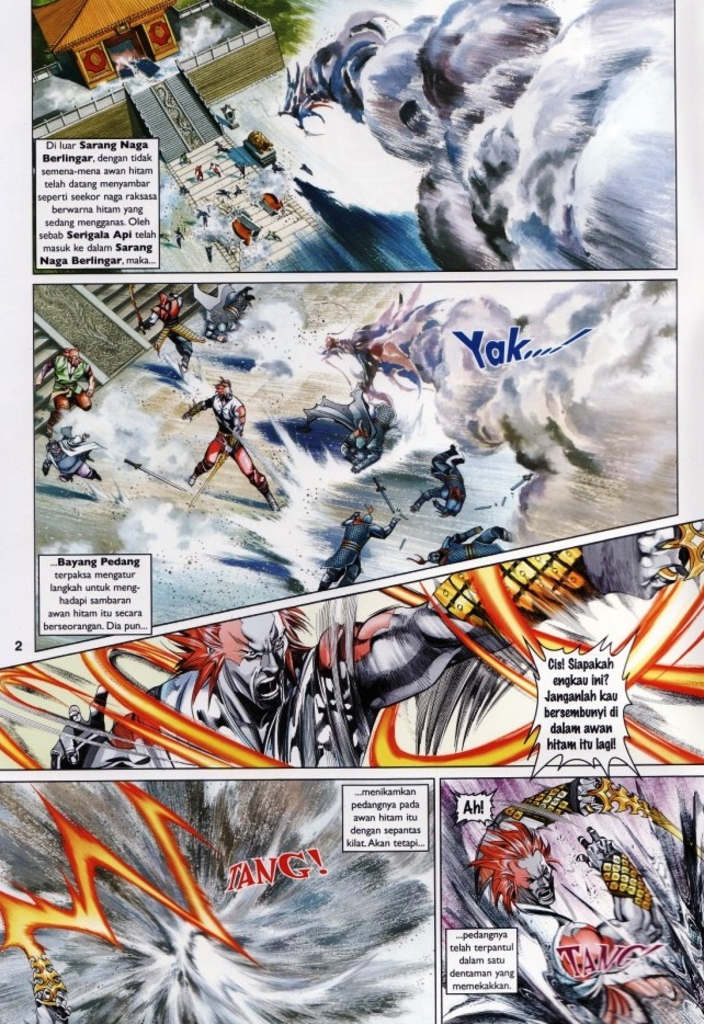 Di luar Sarang Naga
Berlingar, dengan tidak
semena-mena awan hitam
telah datang menyambar
seperti seekor naga raksasa
berwarna hitam yang
sedang mengganas. Oleh
sebab Serigala Api telah
masuk ke dalam Sarang
Naga Berlingar, maka...
Yak....!
...Bayang Pedang
terpaksa mengatur
langkah untuk meng-
hadapi sambaran
awan hitam itu secara
berseorangan. Dia pun...
2
Cis! Siapakah
engkau ini?
Janganlah kau
bersembunyi di
dalam awan
hitam itu lagi!
...menikamkan
pedangnya pada
awan hitam itu
dengan sepantas
kilat. Akan tetapi...
TANG!
Ah!
...pedangnya
telah terpantul
dalam satu
dentaman yang
memekakkan.
TANG!